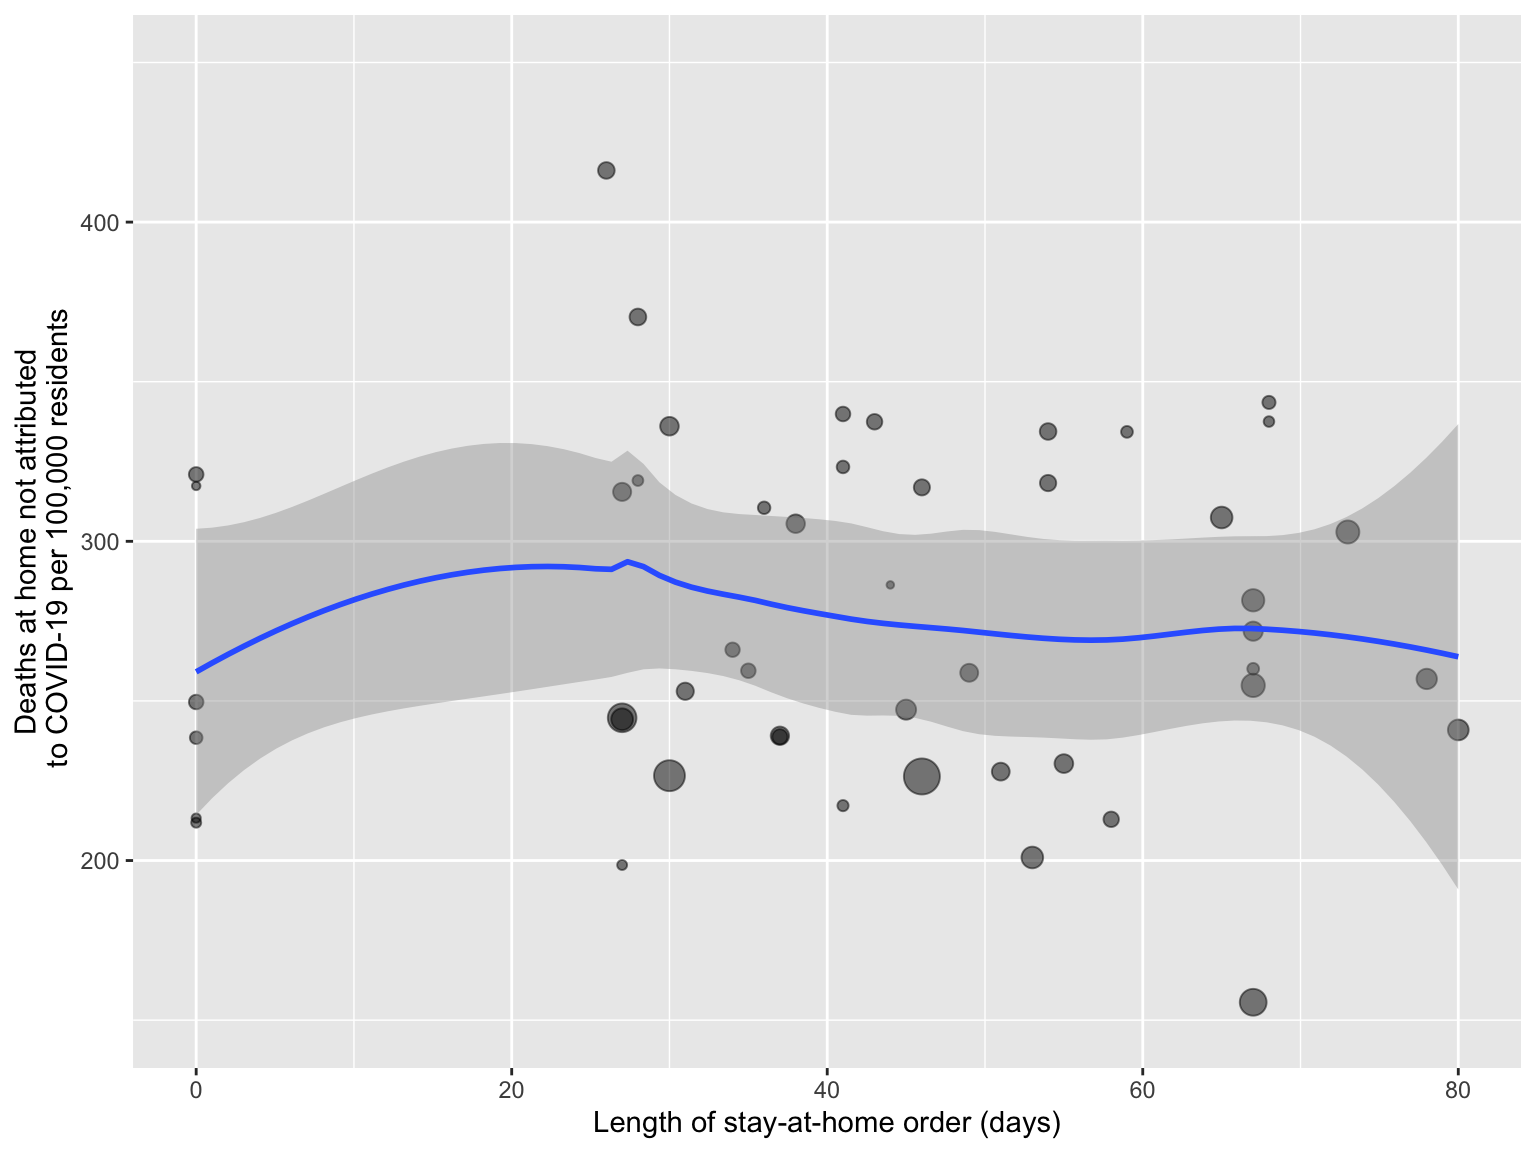 Deaths at home not attributed
to COVID-19 per 100,000 residents
400
300
200
0 20 40 60 80
Length of stay-at-home order (days)